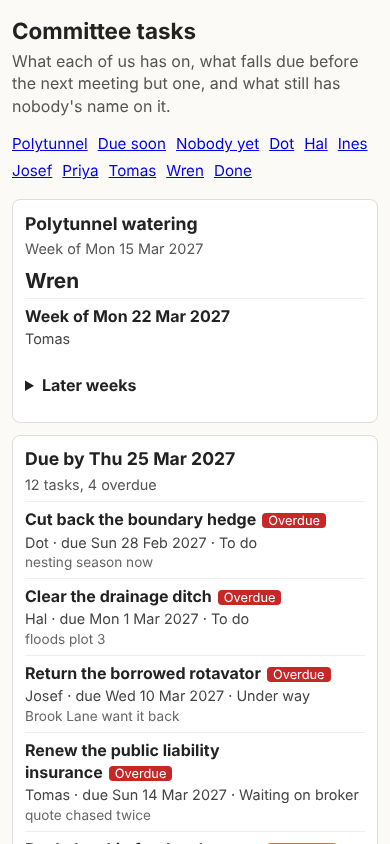 Committee tasks
What each of us has on, what falls due before
the next meeting but one, and what still has
nobody's name on it.
Polytunnel Due soon Nobody yet Dot Hal Ines
Josef Priya Tomas Wren Done
Polytunnel watering
Week of Mon 15 Mar 2027
Wren
Week of Mon 22 Mar 2027
Tomas
Later weeks
Due by Thu 25 Mar 2027
12 tasks, 4 overdue
Cut back the boundary hedge Overdue
Dot · due Sun 28 Feb 2027 · To do
nesting season now
Clear the drainage ditch Overdue
Hal · due Mon 1 Mar 2027 · To do
floods plot 3
Return the borrowed rotavator Overdue
Josef · due Wed 10 Mar 2027 · Under way
Brook Lane want it back
Renew the public liability
insurance Overdue
Tomas · due Sun 14 Mar 2027 · Waiting on broker
quote chased twice